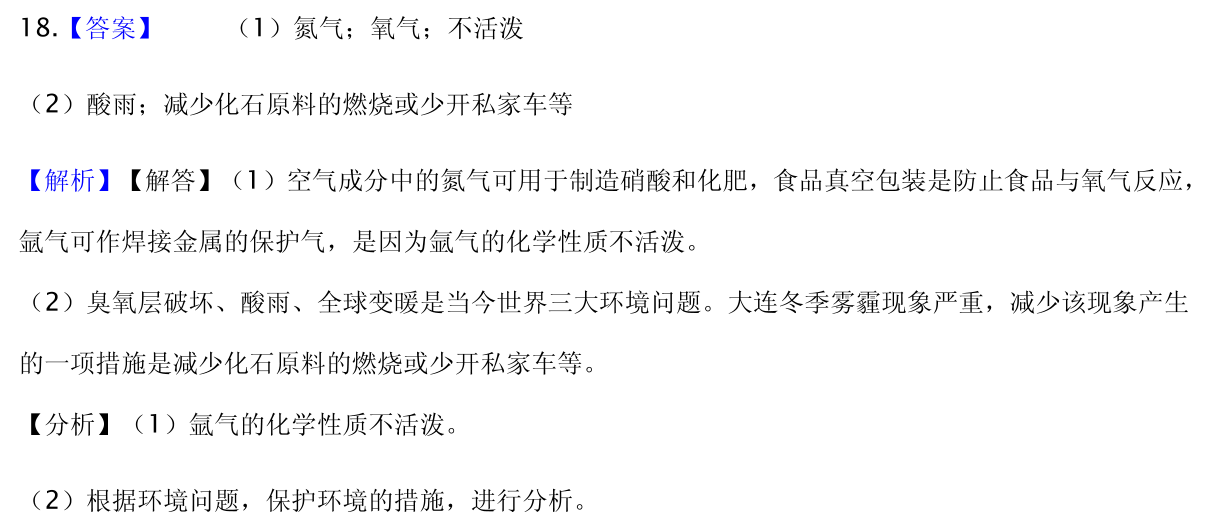 18.【答案】 （1）氮气；氧气；不活泼
（2）酸雨；减少化石原料的燃烧或少开私家车等
【解析】【解答】（1）空气成分中的氮气可用于制造硝酸和化肥，食品真空包装是防止食品与氧气反应，
氩气可作焊接金属的保护气，是因为氩气的化学性质不活泼。
（2）臭氧层破坏、酸雨、全球变暖是当今世界三大环境问题。大连冬季雾霾现象严重，减少该现象产生
的一项措施是减少化石原料的燃烧或少开私家车等。
【分析】（1）氩气的化学性质不活泼。
（2）根据环境问题，保护环境的措施，进行分析。